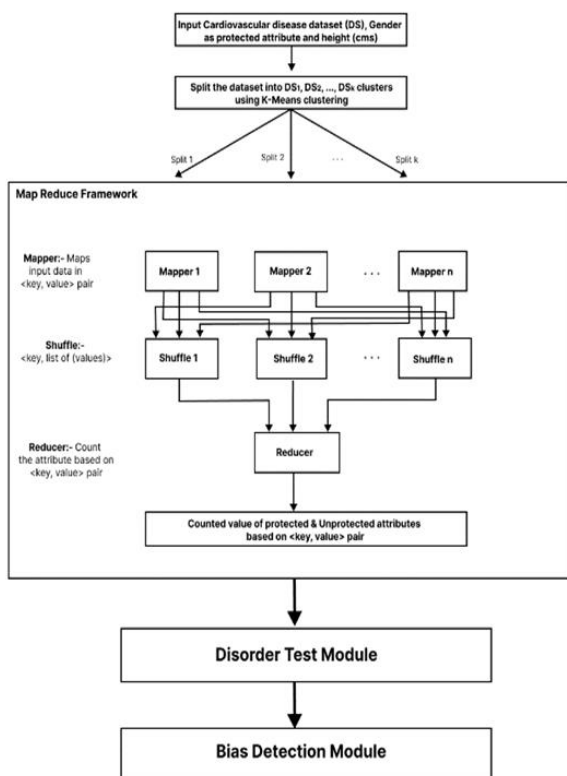 Input Cardiovascular disease dataset (DS), Gender
as protected attribute and height (cms)
Split the dataset into DS₁, DS₂, ..., DSₖ clusters
using K-Means clustering
Split 1
Split 2
. . .
Split k
Map Reduce Framework
Mapper:- Maps
input data in
<key, value> pair
Mapper 1
Mapper 2
. . .
Mapper n
Shuffle:-
<key, list of (values)>
Shuffle 1
Shuffle 2
. . .
Shuffle n
Reducer:- Count
the attribute based on
<key, value> pair
Reducer
Counted value of protected & Unprotected attributes
based on <key, value> pair
Disorder Test Module
Bias Detection Module